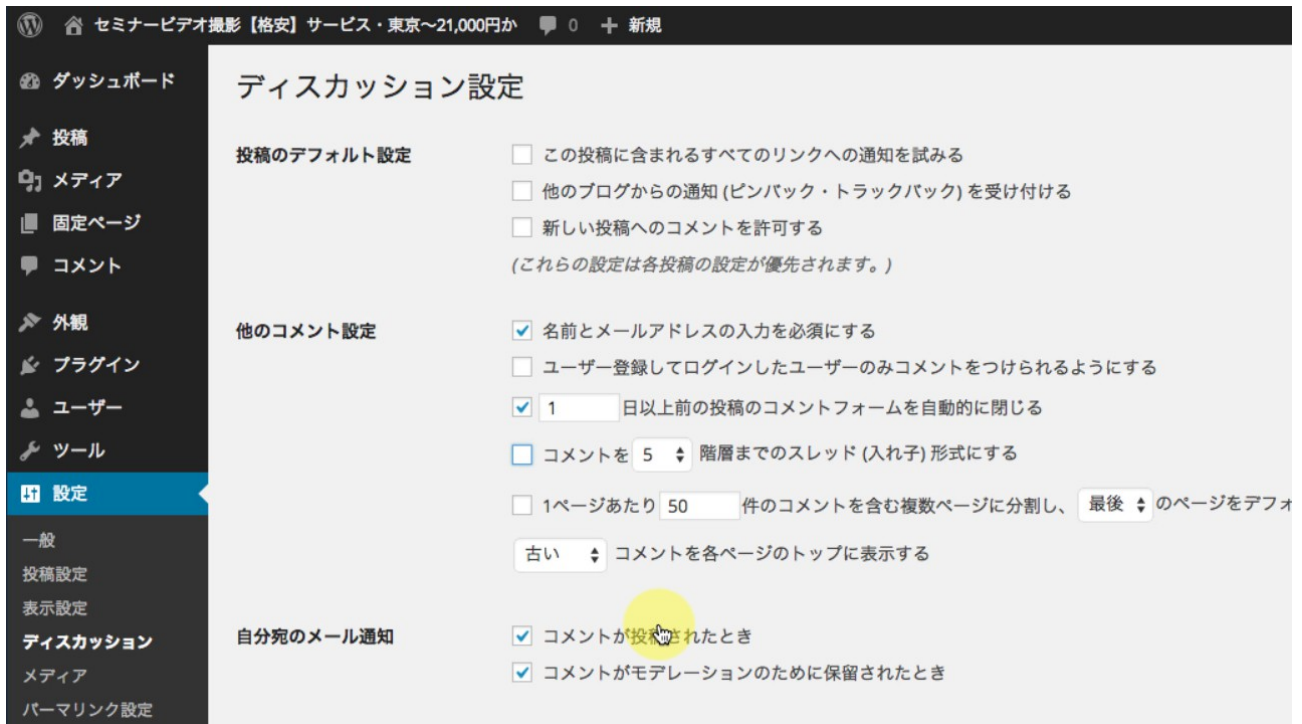 セミナービデオ撮影【格安】サービス・東京〜21,000円か 0 新規
ダッシュボード
投稿
メディア
固定ページ
コメント
外観
プラグイン
ユーザー
ツール
設定
一般
投稿設定
表示設定
ディスカッション
メディア
パーマリンク設定
ディスカッション設定
投稿のデフォルト設定
この投稿に含まれるすべてのリンクへの通知を試みる
他のブログからの通知 (ピンバック・トラックバック) を受け付ける
新しい投稿へのコメントを許可する
(これらの設定は各投稿の設定が優先されます。)
他のコメント設定
名前とメールアドレスの入力を必須にする
ユーザー登録してログインしたユーザーのみコメントをつけられるようにする
1 日以上前の投稿のコメントフォームを自動的に閉じる
コメントを 5 階層までのスレッド (入れ子) 形式にする
1ページあたり 50 件のコメントを含む複数ページに分割し、 最後 のページをデフォ
古い コメントを各ページのトップに表示する
自分宛のメール通知
コメントが投稿されたとき
コメントがモデレーションのために保留されたとき